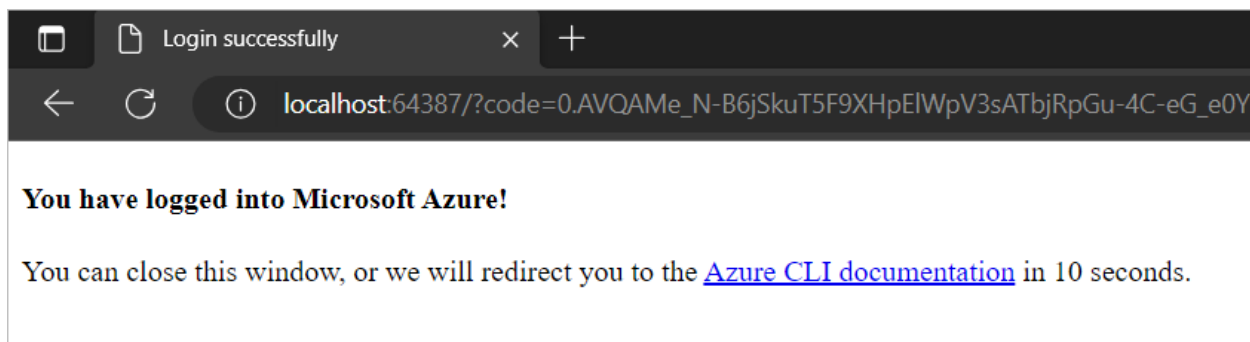 Login successfully
localhost:64387/?code=0.AVQAMe_N-B6jSkuT5F9XHpElWpV3sATbjRpGu-4C-eG_e0Y
You have logged into Microsoft Azure!
You can close this window, or we will redirect you to the Azure CLI documentation in 10 seconds.